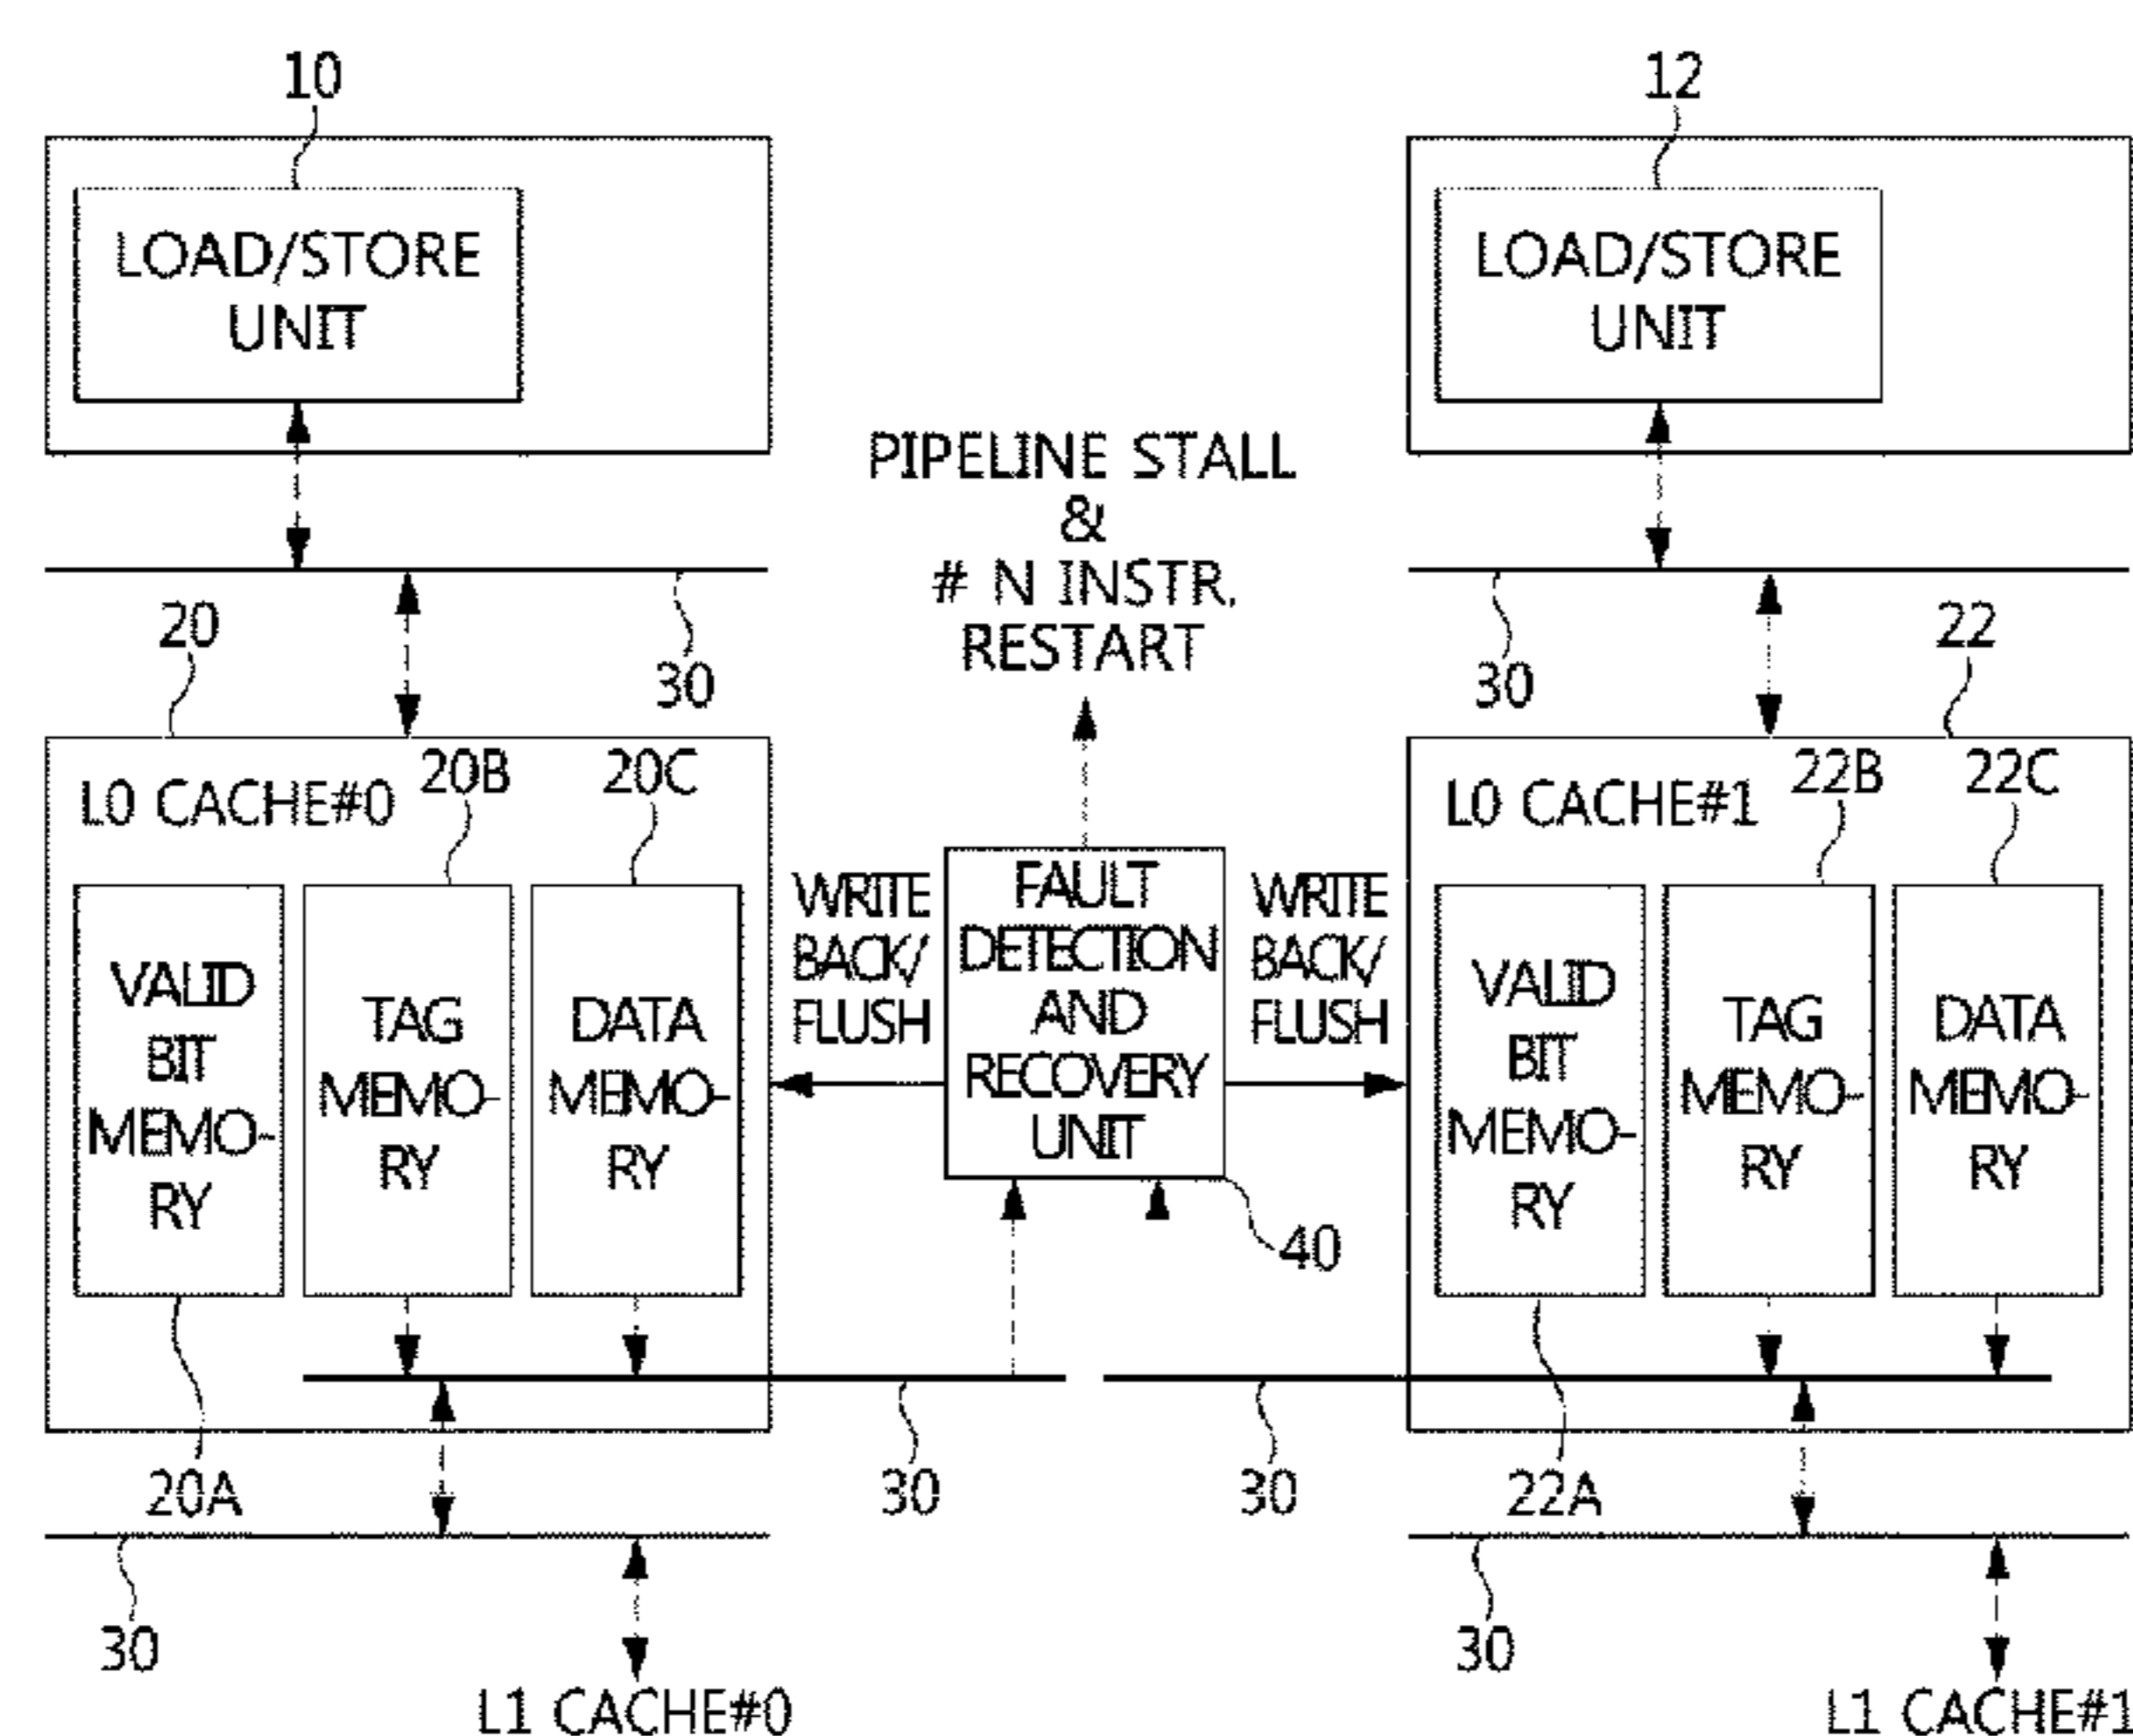 10
12
LOAD/STORE
UNIT
LOAD/STORE
UNIT
PIPELINE STALL
&
# N INSTR.
RESTART
20
30
30
22
L0 CACHE#0
20B
20C
L0 CACHE#1
22B
22C
VALID
BIT
MEMO-
RY
TAG
MEMO-
RY
DATA
MEMO-
RY
WRITE
BACK/
FLUSH
FAULT
DETECTION
AND
RECOVERY
UNIT
WRITE
BACK/
FLUSH
VALID
BIT
MEMO-
RY
TAG
MEMO-
RY
DATA
MEMO-
RY
40
20A
30
30
22A
30
30
L1 CACHE#0
L1 CACHE#1